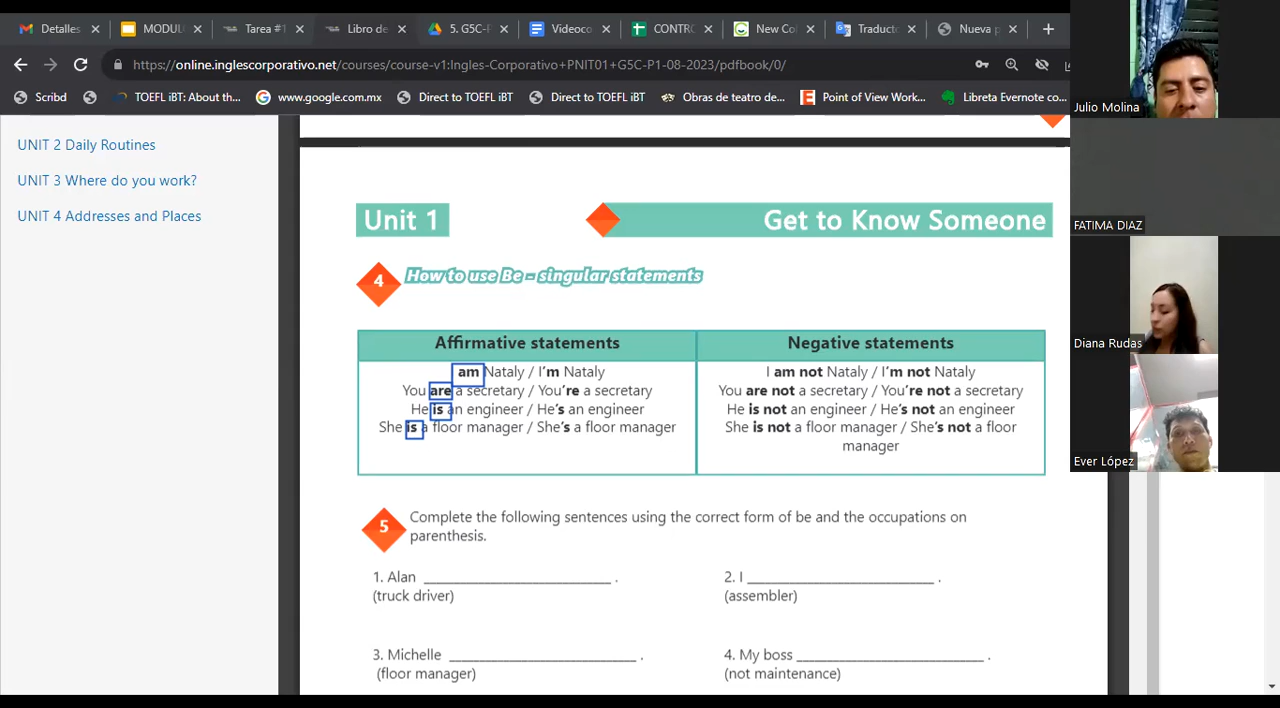 Detalles
MODUL
Tarea #1
Libro de
5. G5C-
Videoco
CONTR
New Co
Traducto
Nueva p
https://online.inglescorporativo.net/courses/course-v1:Ingles-Corporativo+PNIT01+G5C-P1-08-2023/pdfbook/0/
Scribd
TOEFL iBT: About th...
www.google.com.mx
Direct to TOEFL iBT
Direct to TOEFL iBT
Obras de teatro de...
Point of View Work...
Libreta Evernote co...
UNIT 2 Daily Routines
UNIT 3 Where do you work?
UNIT 4 Addresses and Places
Unit 1
Get to Know Someone
4 How to use Be - singular statements
Affirmative statements
am Nataly / I'm Nataly
You are a secretary / You're a secretary
He is an engineer / He's an engineer
She is a floor manager / She's a floor manager
Negative statements
I am not Nataly / I'm not Nataly
You are not a secretary / You're not a secretary
He is not an engineer / He's not an engineer
She is not a floor manager / She's not a floor
manager
5 Complete the following sentences using the correct form of be and the occupations on
parenthesis.
1. Alan ________________________ .
(truck driver)
2. I ________________________ .
(assembler)
3. Michelle ________________________ .
(floor manager)
4. My boss ________________________ .
(not maintenance)
Julio Molina
FATIMA DIAZ
Diana Rudas
Ever López